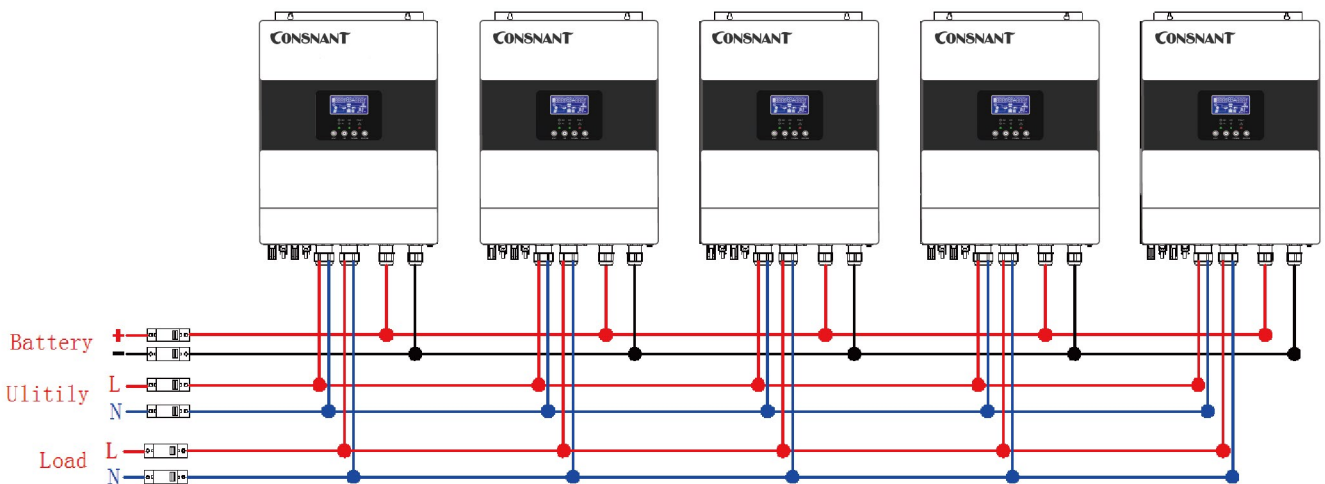 CONSNANT CONSNANT CONSNANT CONSNANT CONSNANT
Battery +
-
Ulitily L
N
Load L
N